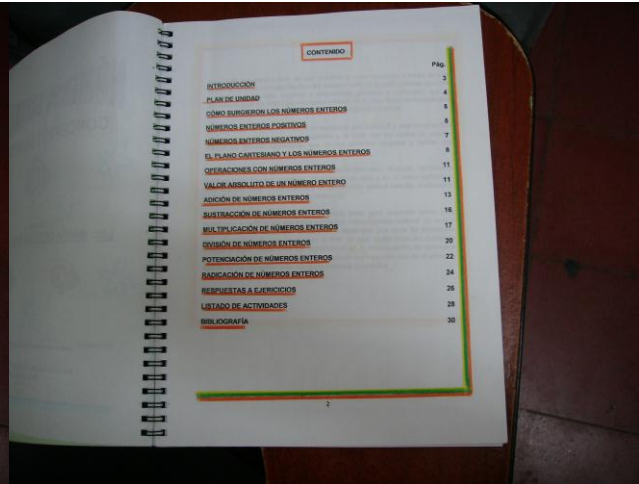 CONTENIDO
Pág.
INTRODUCCIÓN 3
PLAN DE UNIDAD 4
CÓMO SURGIERON LOS NÚMEROS ENTEROS 5
NÚMEROS ENTEROS POSITIVOS 6
NÚMEROS ENTEROS NEGATIVOS 7
EL PLANO CARTESIANO Y LOS NÚMEROS ENTEROS 8
OPERACIONES CON NÚMEROS ENTEROS 11
VALOR ABSOLUTO DE UN NÚMERO ENTERO 11
ADICIÓN DE NÚMEROS ENTEROS 13
SUSTRACCIÓN DE NÚMEROS ENTEROS 16
MULTIPLICACIÓN DE NÚMEROS ENTEROS 17
DIVISIÓN DE NÚMEROS ENTEROS 20
POTENCIACIÓN DE NÚMEROS ENTEROS 22
RADICACIÓN DE NÚMEROS ENTEROS 24
RESPUESTAS A EJERICICIOS 26
LISTADO DE ACTIVIDADES 28
BIBLIOGRAFÍA 30
2